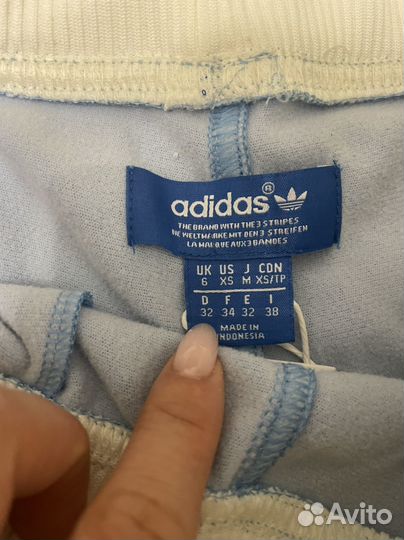 adidas®
THE BRAND WITH THE 3 STRIPES
DIE WELTMARKE MIT DEN 3 STREIFEN
LA MARQUE AUX 3 BANDES
UK US J CDN
6 XS M XS/TP
D F E I
32 34 32 38
MADE IN
INDONESIA
Avito